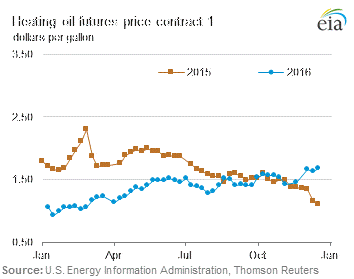 Heating oil futures price contract 1
dollars per gallon
eia
3.50
2015
2016
2.50
1.50
0.50
Jan
Apr
Jul
Oct
Jan
Source: U.S. Energy Information Administration, Thomson Reuters